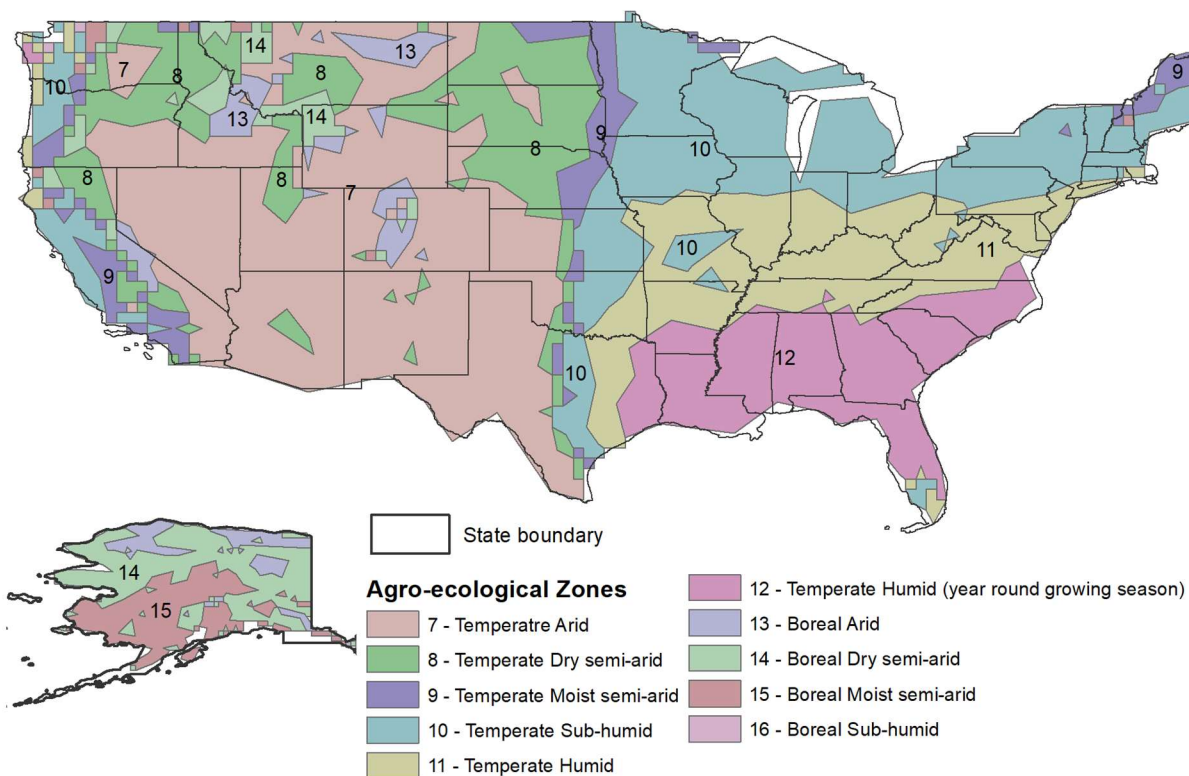 14
13
9
7
8
8
10
13
14
9
8
10
8
8
7
10
11
9
12
10
14
15
State boundary
Agro-ecological Zones
7 - Temperatre Arid
8 - Temperate Dry semi-arid
9 - Temperate Moist semi-arid
10 - Temperate Sub-humid
11 - Temperate Humid
12 - Temperate Humid (year round growing season)
13 - Boreal Arid
14 - Boreal Dry semi-arid
15 - Boreal Moist semi-arid
16 - Boreal Sub-humid